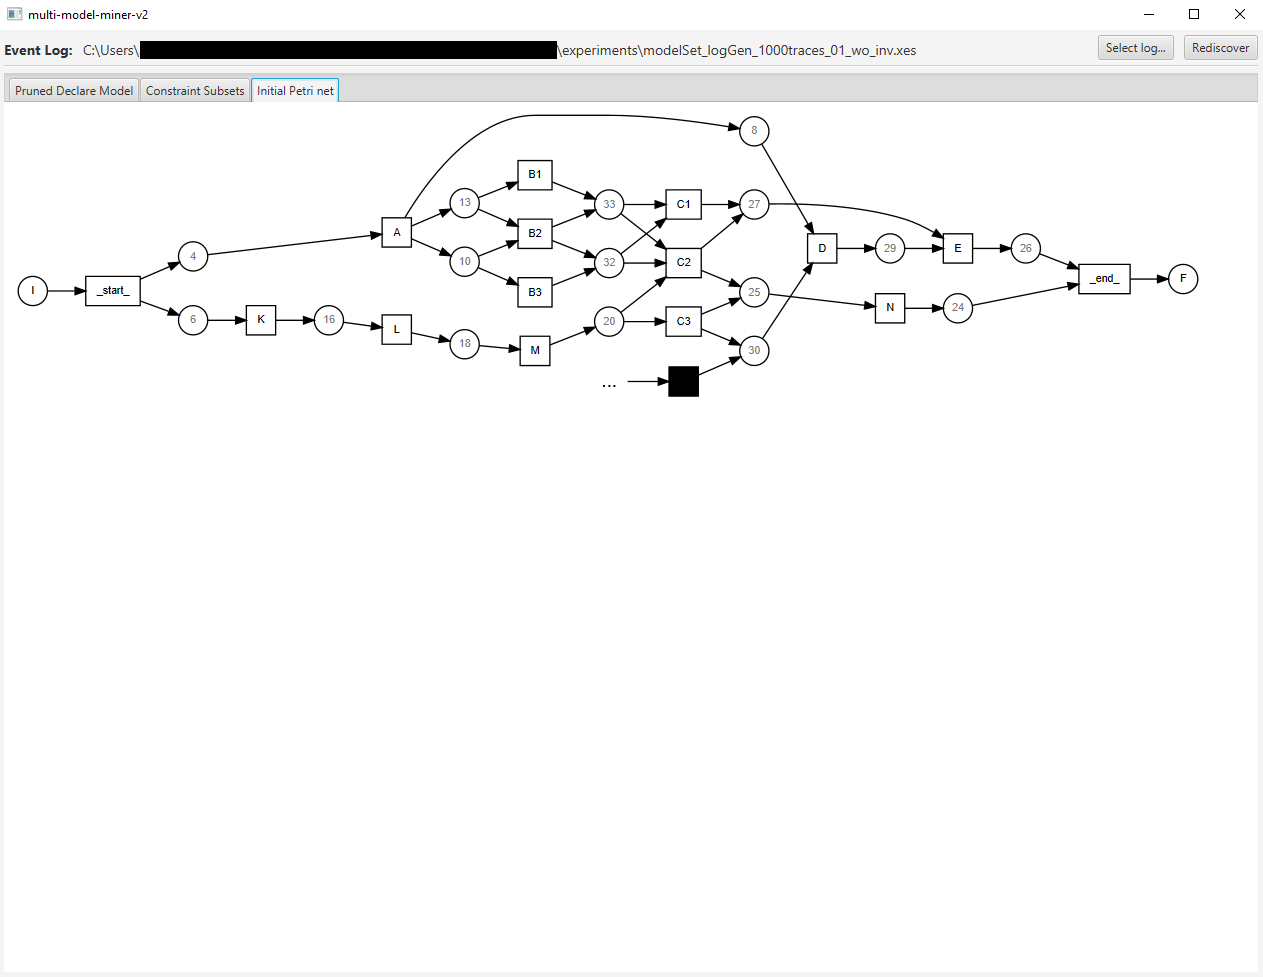 multi-model-miner-v2
Event Log: C:\Users\ \experiments\modelSet_logGen_1000traces_01_wo_inv.xes Select log... Rediscover
Pruned Declare Model Constraint Subsets Initial Petri net
8
B1
13 33 C1 27
A B2 D 29 E 26
4 10 32 C2
I _start_ B3 25 _end_ F
6 K 16 L 20 C3 N 24
18 M 30
...